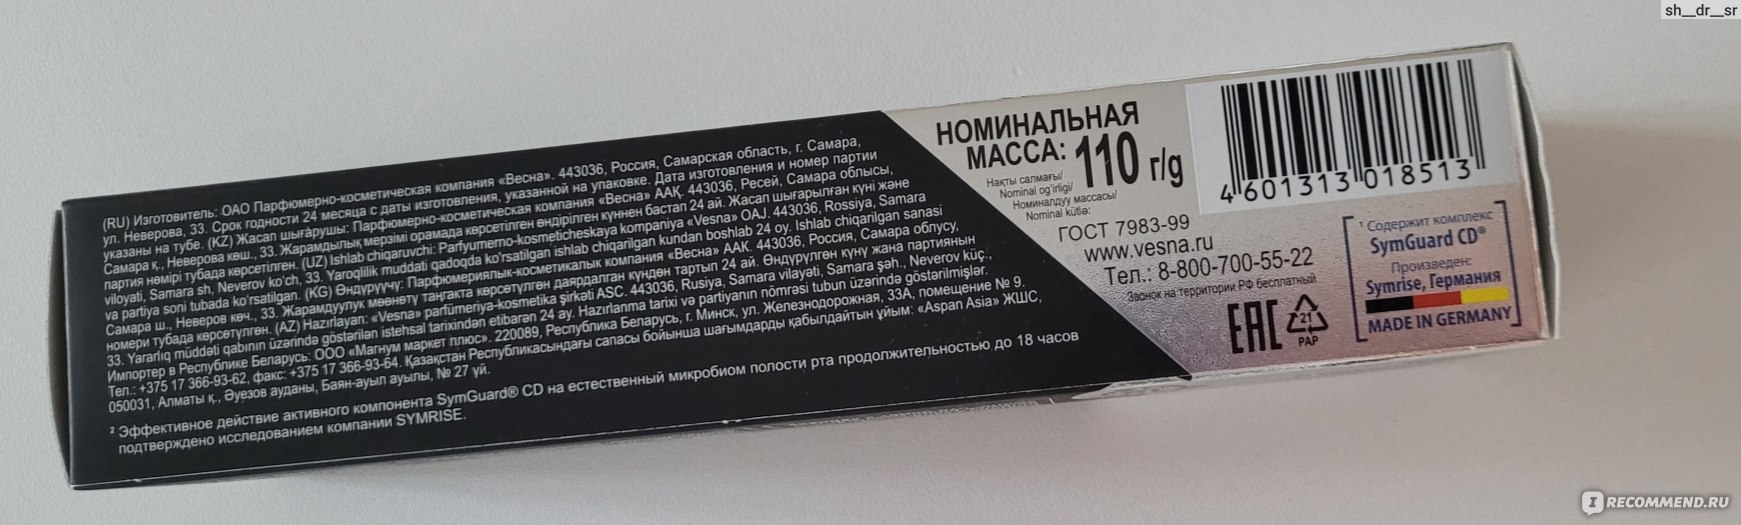 sh__dr__sr
(RU) Изготовитель: ОАО Парфюмерно-косметическая компания «Весна». 443036, Россия, Самарская область, г. Самара,
ул. Неверова, 33. Срок годности 24 месяца с даты изготовления, указанной на упаковке. Дата изготовления и номер партии
указаны на тубе. (KZ) Жасап шығарушы: Парфюмерно-косметическая компания «Весна» ААҚ. 443036, Ресей, Самара облысы,
Самара қ., Неверова көш., 33. Жарамдылық мерзімі орамада көрсетілген өндірілген күннен бастап 24 ай. Жасап шығарылған күні және
партия нөмірі тубада көрсетілген. (UZ) Ishlab chiqaruvchi: Parfyumerno-kosmeticheskaya kompaniya «Vesna» OAJ. 443036, Rossiya, Samara
viloyati, Samara sh, Neverov ko'ch, 33. Yaroqlilik muddati qadoqda ko'rsatilgan ishlab chiqarilgan kundan boshlab 24 oy. Ishlab chiqarilgan sanasi
va partiya soni tubada ko'rsatilgan. (KG) Өндүрүүчү: Парфюмериялык-косметикалык компания «Весна» ААК. 443036, Россия, Самара облусу,
Самара ш., Неверов көч., 33. Жарамдуулук мөөнөтү таңгакта көрсөтүлгөн даярдалган күндөн тартып 24 ай. Өндүрүлгөн күнү жана партиянын
номери тубада көрсөтүлгөн. (AZ) Hazırlayan: «Vesna» parfümeriya-kosmetika şirkəti ASC. 443036, Rusiya, Samara vilayəti, Samara şəh., Neverov küç.,
33. Yararlıq müddəti qabının üzərində göstərilən istehsal tarixindən etibarən 24 ay. Hazırlanma tarixi və partiyanın nömrəsi tubun üzərində göstərilmişlər.
Импортер в Республике Беларусь: ООО «Магнум маркет плюс». 220089, Республика Беларусь, г. Минск, ул. Железнодорожная, 33А, помещение № 9.
Тел.: +375 17 366-93-62, факс: +375 17 366-93-64. Қазақстан Республикасындағы сапасы бойынша шағымдарды қабылдайтын ұйым: «Aspan Asia» ЖШС,
050031, Алматы қ., Әуезов ауданы, Баян-ауыл ауылы, № 27 үй.
² Эффективное действие активного компонента SymGuard® CD на естественный микробиом полости рта продолжительностью до 18 часов
подтверждено исследованием компании SYMRISE.
НОМИНАЛЬНАЯ
МАССА: 110 г/g
Нақты салмағы/
Nominal og'irligi/
Номиналдуу массасы/
Nominal kütlə:
ГОСТ 7983-99
www.vesna.ru
Тел.: 8-800-700-55-22
Звонок на территории РФ бесплатный
EAC
21
PAP
4 601313 018513
¹ Содержит комплекс
SymGuard CD®
Произведен:
Symrise, Германия
MADE IN GERMANY
IRECOMMEND.RU